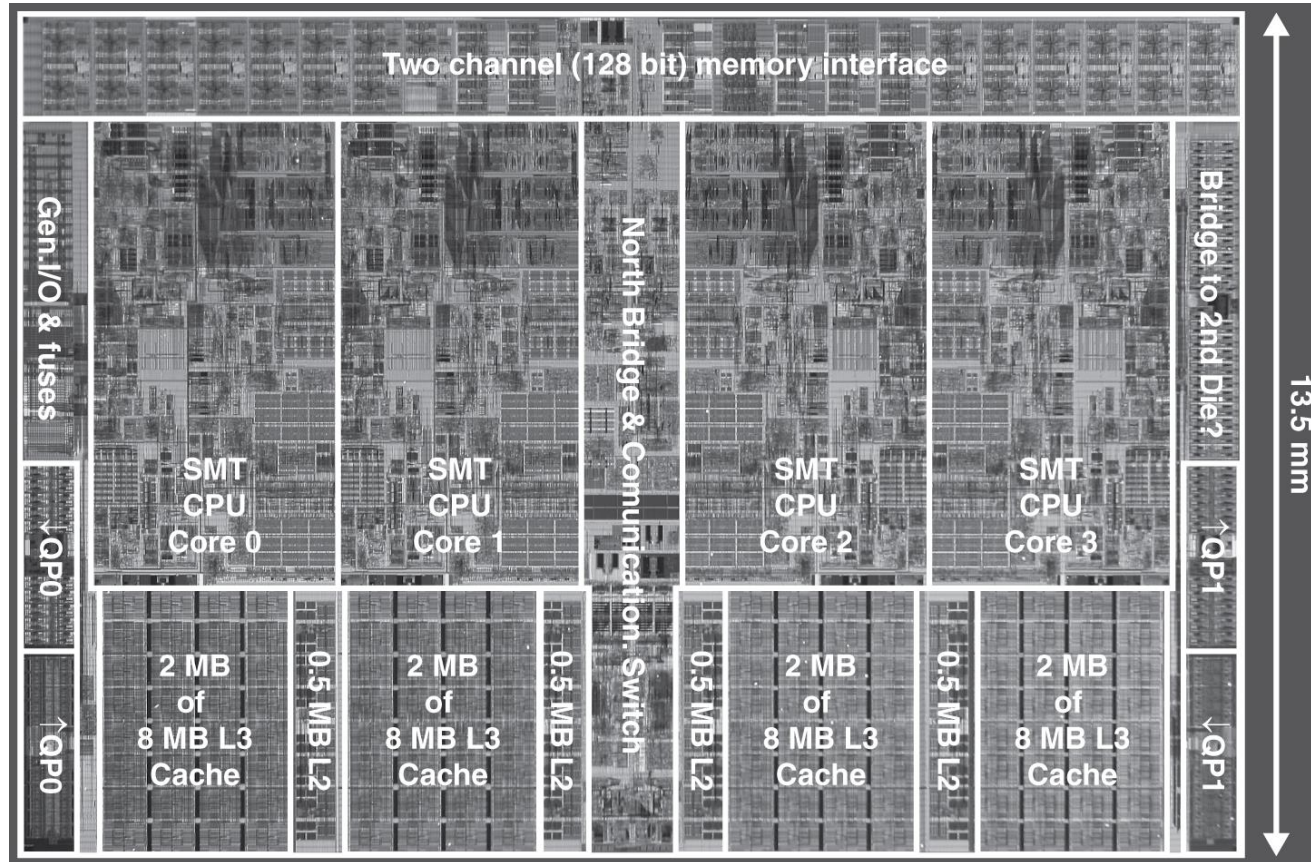 Two channel (128 bit) memory interface
Gen.I/O & fuses
SMT
CPU
Core 0
SMT
CPU
Core 1
North Bridge & Communication. Switch
SMT
CPU
Core 2
SMT
CPU
Core 3
Bridge to 2nd Die?
13.5 mm
↓QP0
↑QP1
↑QP0
2 MB
of
8 MB L3
Cache
0.5 MB L2
2 MB
of
8 MB L3
Cache
0.5 MB L2
0.5 MB L2
2 MB
of
8 MB L3
Cache
0.5 MB L2
2 MB
of
8 MB L3
Cache
↓QP1